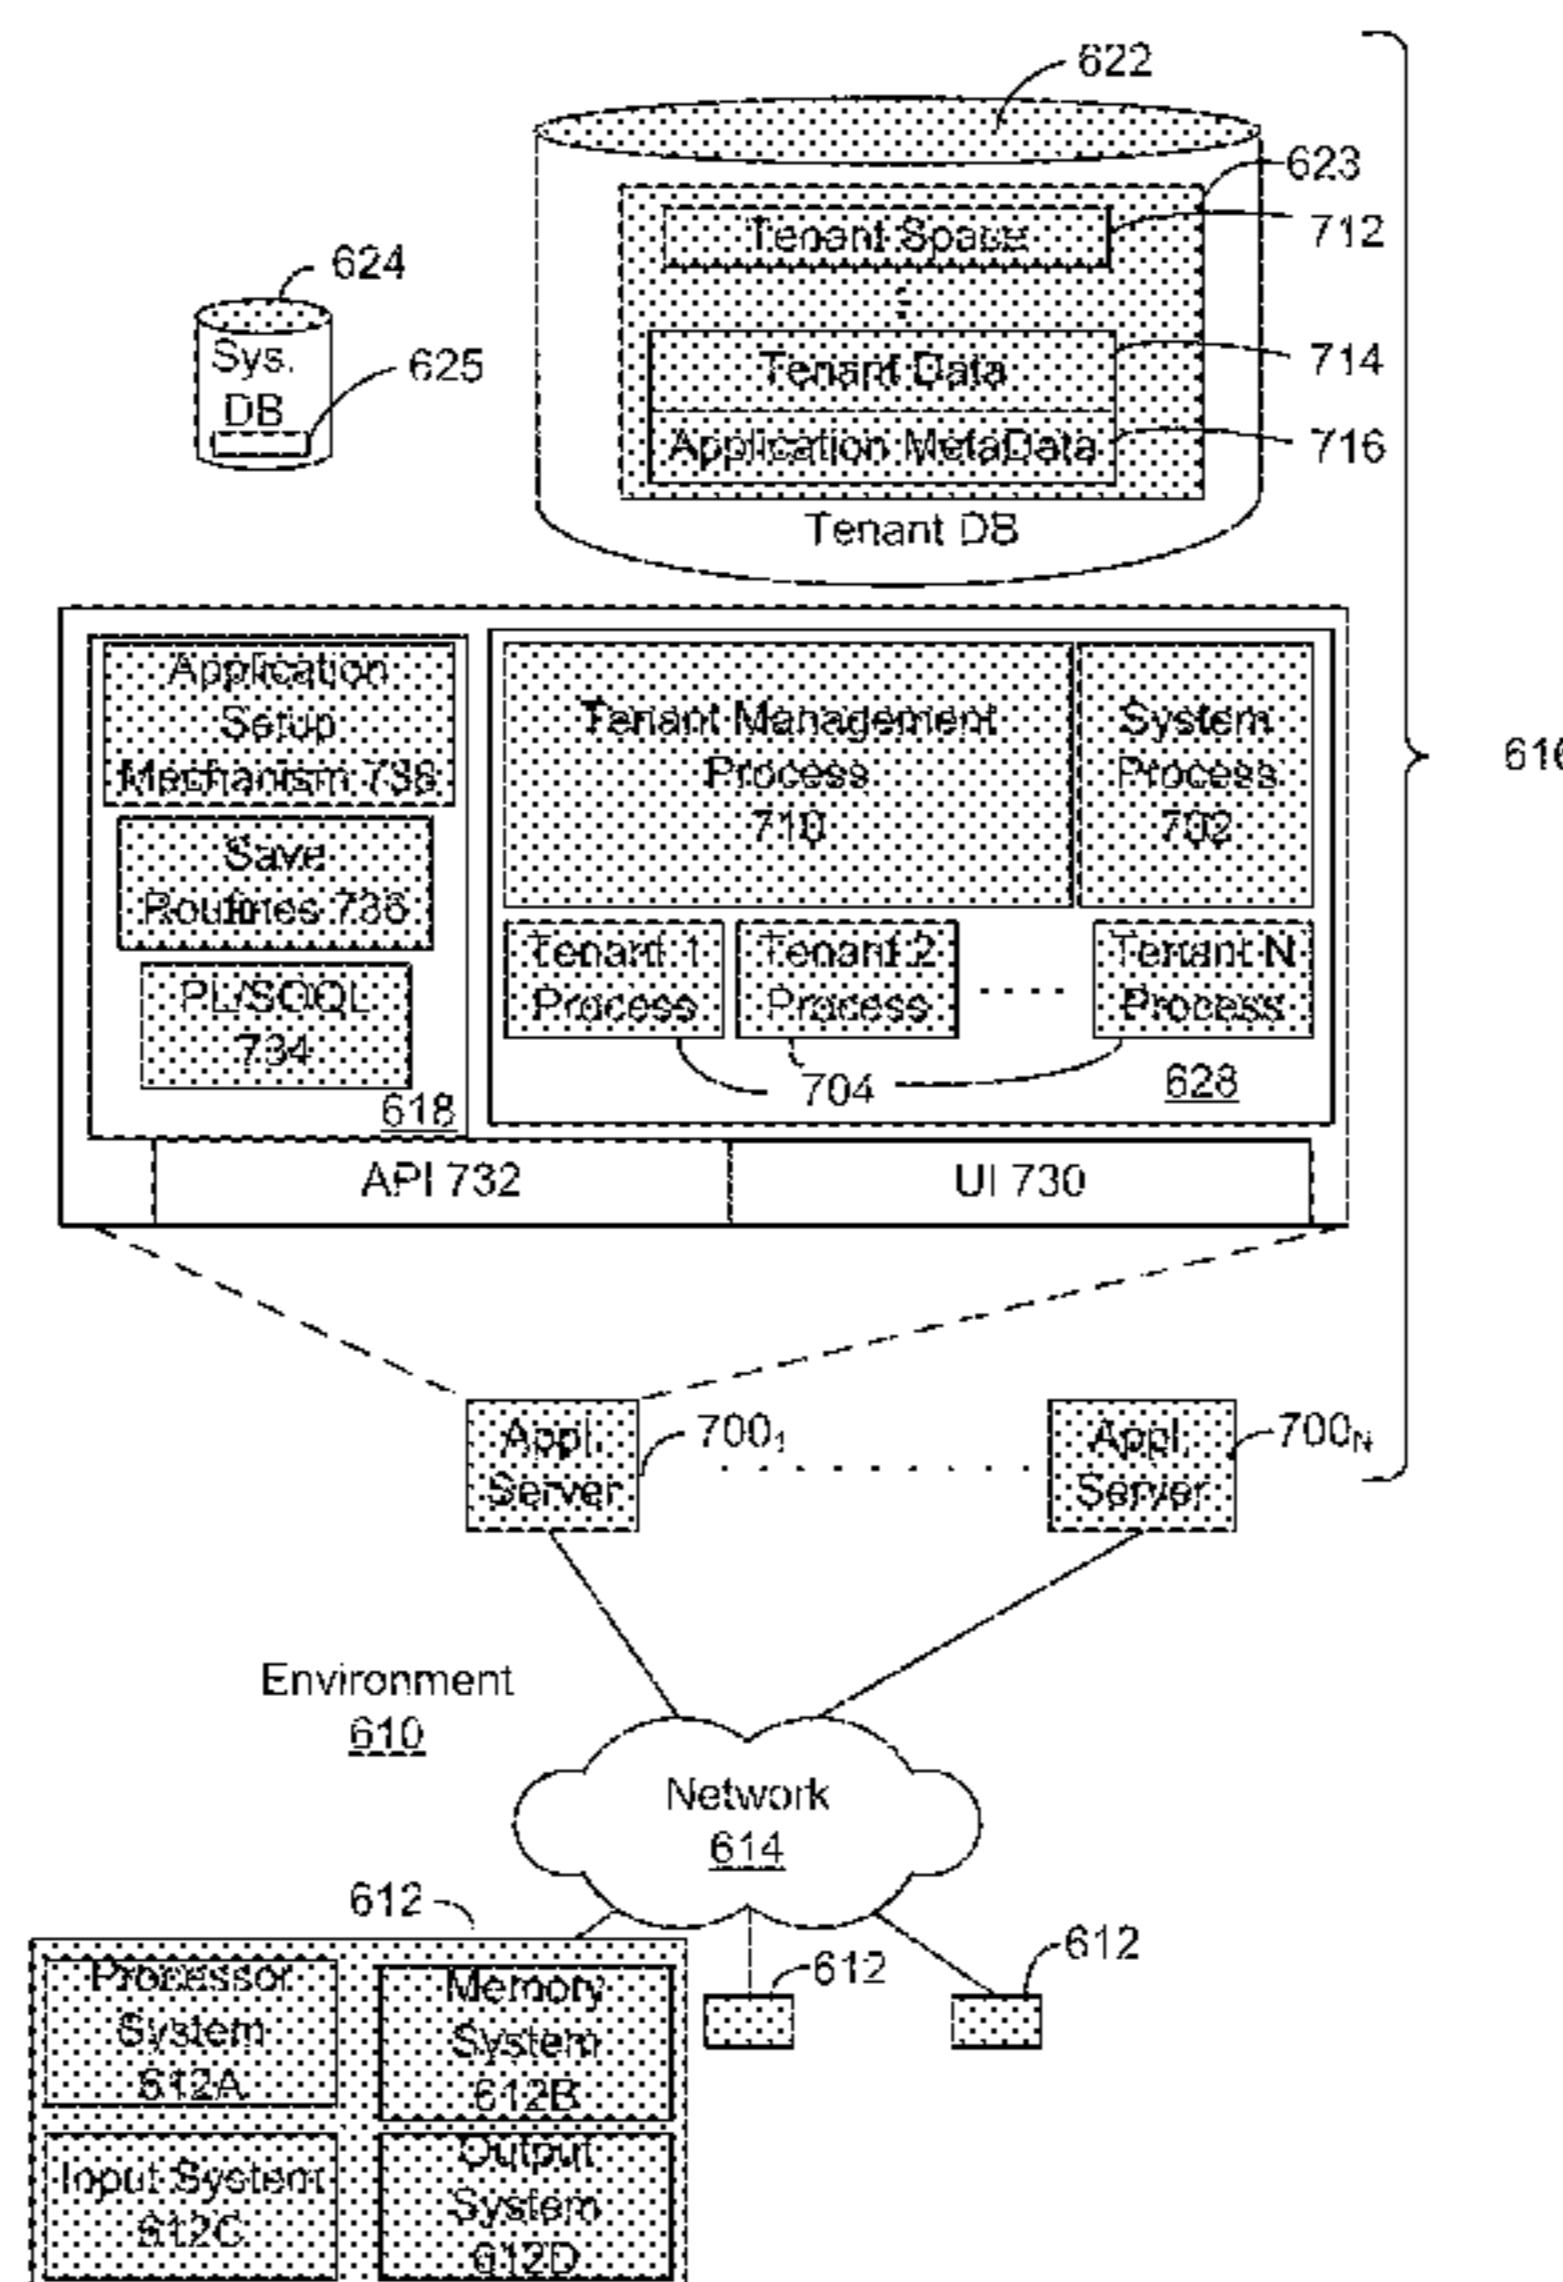 622
623
Tenant Space
712
624
Sys.
DB
625
Tenant Data
714
Application MetaData
716
Tenant DB
Application
Setup
Mechanism 738
Save
Routines 736
PL/SOQL
734
618
Tenant Management
Process
710
System
Process
702
Tenant 1
Process
Tenant 2
Process
Tenant N
Process
704
628
API 732
UI 730
616
Appl.
Server
700₁
Appl.
Server
700N
Environment
610
Network
614
612
612
612
Processor
System
612A
Memory
System
612B
Input System
612C
Output
System
612D